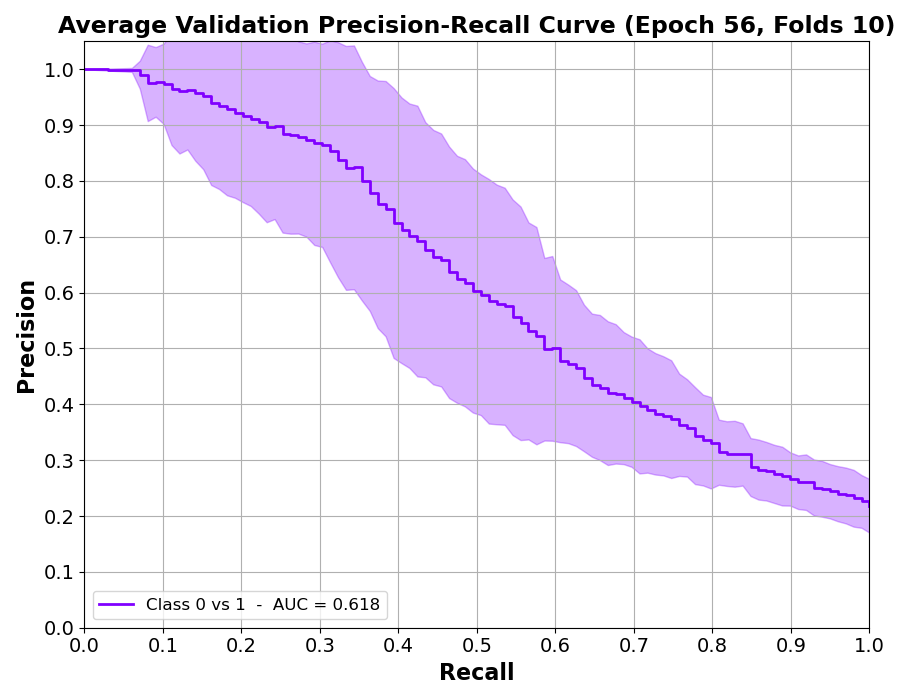 Average Validation Precision-Recall Curve (Epoch 56, Folds 10)
Precision
1.0
0.9
0.8
0.7
0.6
0.5
0.4
0.3
0.2
0.1
0.0
Class 0 vs 1  -  AUC = 0.618
0.0 0.1 0.2 0.3 0.4 0.5 0.6 0.7 0.8 0.9 1.0
Recall